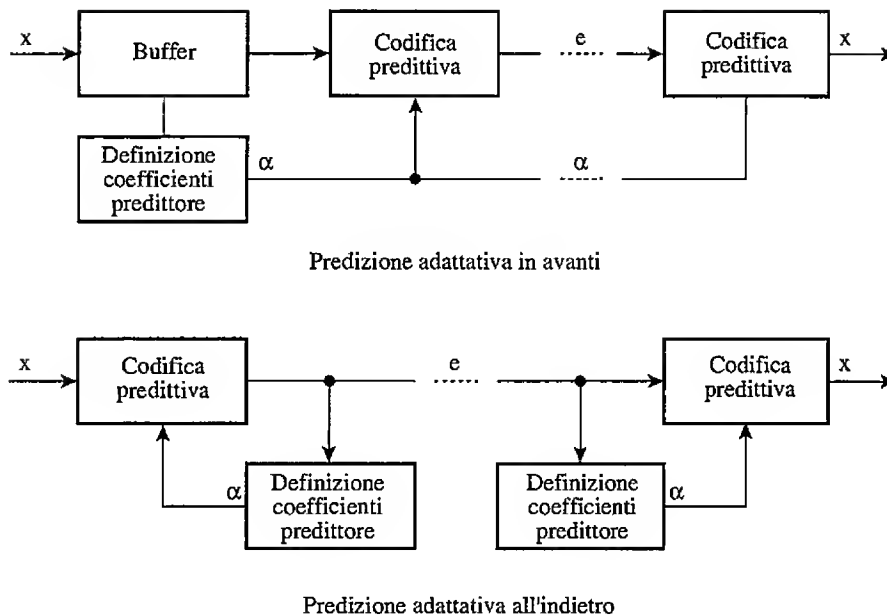 x
Buffer
Codifica
predittiva
e
Codifica
predittiva
x
Definizione
coefficienti
predittore
α
α
Predizione adattativa in avanti
x
Codifica
predittiva
e
Codifica
predittiva
x
α
Definizione
coefficienti
predittore
Definizione
coefficienti
predittore
α
Predizione adattativa all'indietro